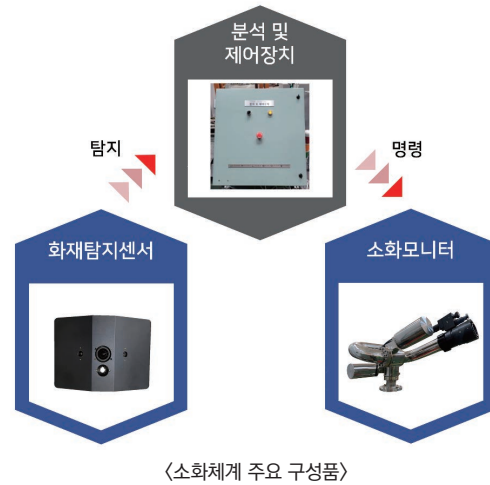 분석 및
제어장치
탐지
명령
화재탐지센서
소화모니터
〈소화체계 주요 구성품〉